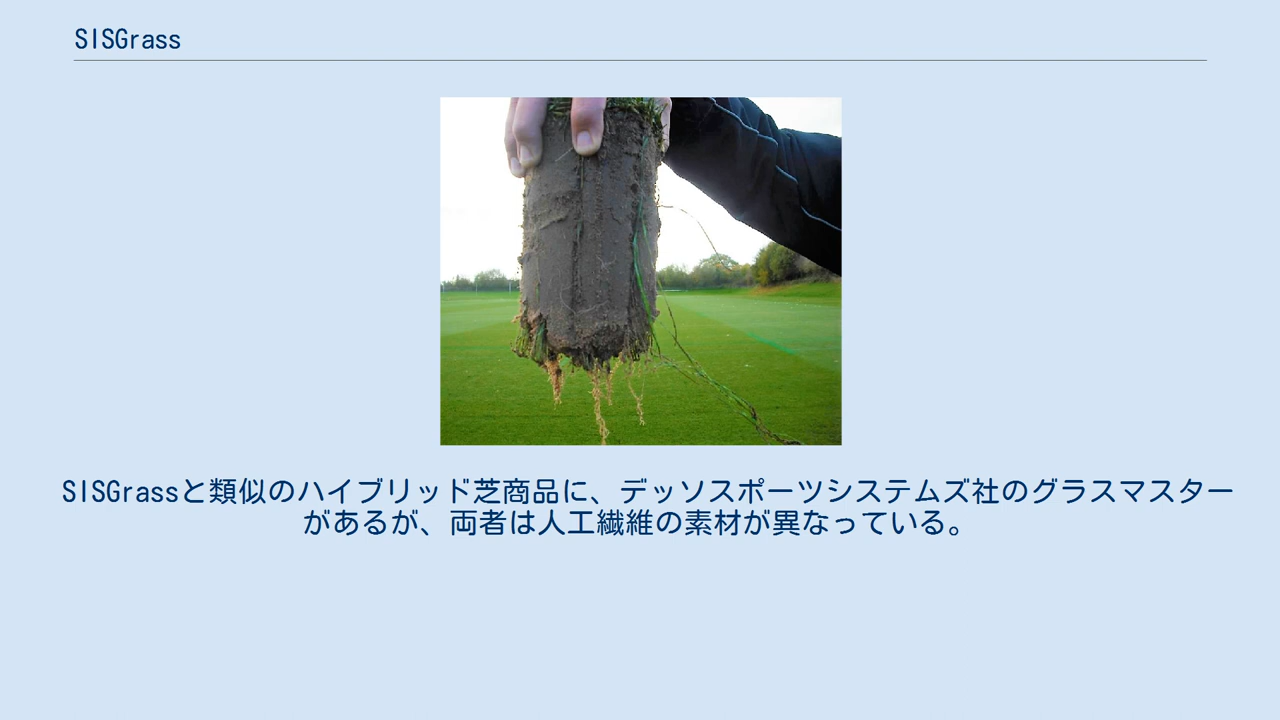 SISGrass
SISGrassと類似のハイブリッド芝商品に、デッソスポーツシステムズ社のグラスマスター
があるが、両者は人工繊維の素材が異なっている。